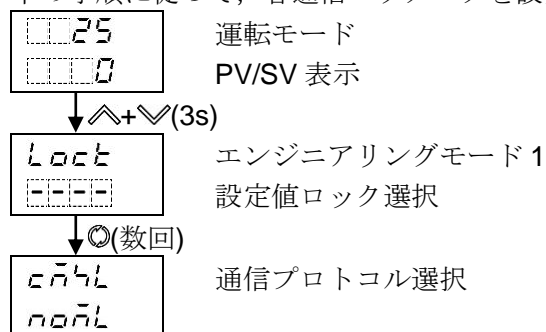 下の手順に従って，各通信パラメータを設
25 運転モード
0 PV/SV 表示
+ (3s)
Lock エンジニアリングモード 1
---- 設定値ロック選択
(数回)
cmSL 通信プロトコル選択
noML